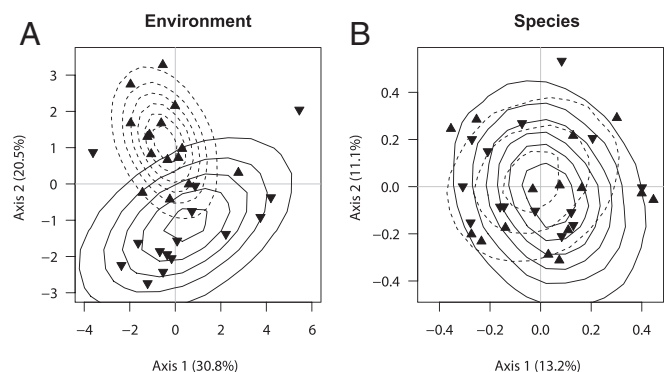 A
Environment
Axis 2 (20.5%)
3
2
1
0
−1
−2
−3
−4
−2
0
2
4
6
Axis 1 (30.8%)
B
Species
Axis 2 (11.1%)
0.4
0.2
0.0
−0.2
−0.4
−0.4
−0.2
0.0
0.2
0.4
Axis 1 (13.2%)